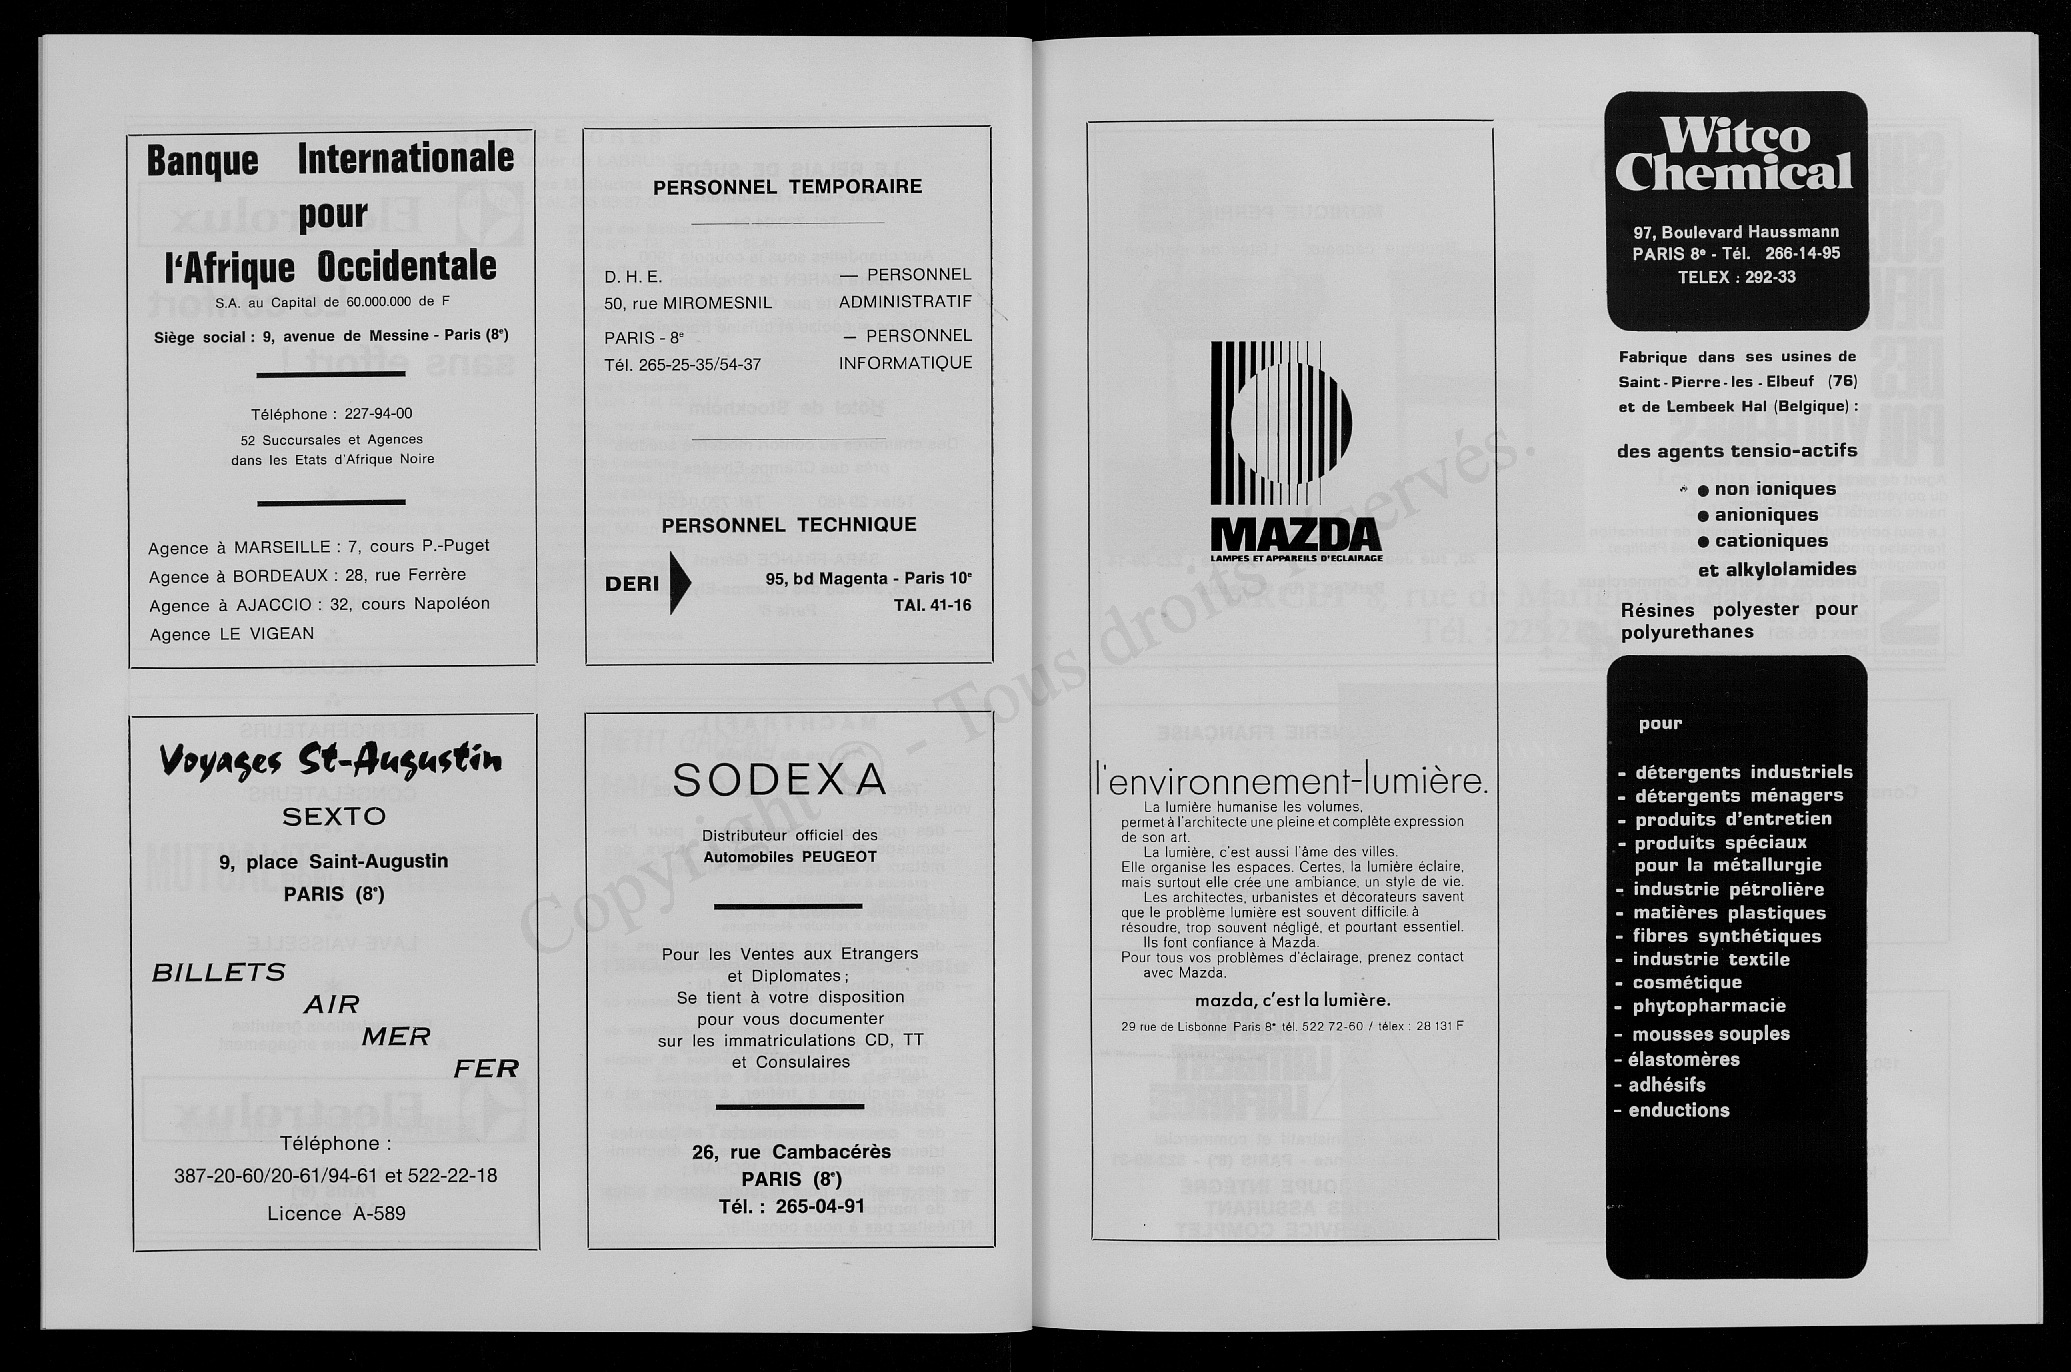 Banque Internationale
pour
l'Afrique Occidentale
S.A. au Capital de 60.000.000 de F
Siège social : 9, avenue de Messine - Paris (8e)
Téléphone : 227-94-00
52 Succursales et Agences
dans les Etats d'Afrique Noire
Agence à MARSEILLE : 7, cours P.-Puget
Agence à BORDEAUX : 28, rue Ferrère
Agence à AJACCIO : 32, cours Napoléon
Agence LE VIGEAN
PERSONNEL TEMPORAIRE
D. H. E. — PERSONNEL
50, rue MIROMESNIL ADMINISTRATIF
PARIS - 8e — PERSONNEL
Tél. 265-25-35/54-37 INFORMATIQUE
PERSONNEL TECHNIQUE
DERI 95, bd Magenta - Paris 10e
TAI. 41-16
Voyages St-Augustin
SEXTO
9, place Saint-Augustin
PARIS (8e)
BILLETS
AIR
MER
FER
Téléphone :
387-20-60/20-61/94-61 et 522-22-18
Licence A-589
SODEXA
Distributeur officiel des
Automobiles PEUGEOT
Pour les Ventes aux Etrangers
et Diplomates ;
Se tient à votre disposition
pour vous documenter
sur les immatriculations CD, TT
et Consulaires
26, rue Cambacérès
PARIS (8e)
Tél. : 265-04-91
MAZDA
LAMPES ET APPAREILS D'ECLAIRAGE
l'environnement-lumière.
La lumière humanise les volumes,
permet à l'architecte une pleine et complète expression
de son art.
La lumière, c'est aussi l'âme des villes.
Elle organise les espaces. Certes, la lumière éclaire,
mais surtout elle crée une ambiance, un style de vie.
Les architectes, urbanistes et décorateurs savent
que le problème lumière est souvent difficile à
résoudre, trop souvent négligé, et pourtant essentiel.
Ils font confiance à Mazda.
Pour tous vos problèmes d'éclairage, prenez contact
avec Mazda.
mazda, c'est la lumière.
29 rue de Lisbonne Paris 8e tél. 522 72-60 / télex : 28 131 F
Witco
Chemical
97, Boulevard Haussmann
PARIS 8e - Tél. 266-14-95
TELEX : 292-33
Fabrique dans ses usines de
Saint-Pierre-les-Elbeuf (76)
et de Lembeek Hal (Belgique) :
des agents tensio-actifs
● non ioniques
● anioniques
● cationiques
et alkylolamides
Résines polyester pour
polyurethanes
pour
- détergents industriels
- détergents ménagers
- produits d'entretien
- produits spéciaux
pour la métallurgie
- industrie pétrolière
- matières plastiques
- fibres synthétiques
- industrie textile
- cosmétique
- phytopharmacie
- mousses souples
- élastomères
- adhésifs
- enductions
Copyright © - Tous droits réservés.